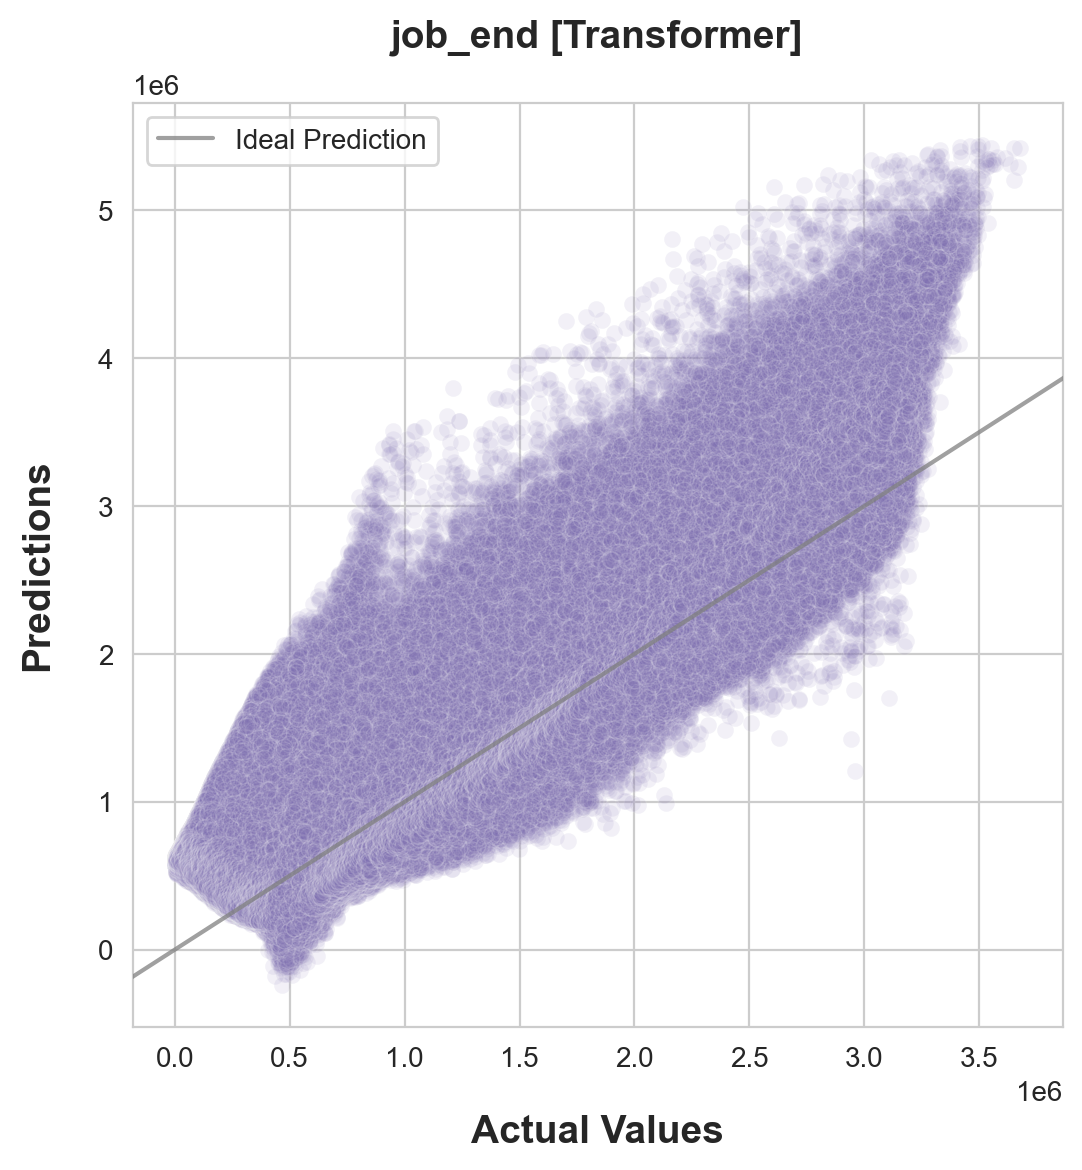 job_end [Transformer]
1e6
Ideal Prediction
5
4
3
2
1
0
Predictions
0.0 0.5 1.0 1.5 2.0 2.5 3.0 3.5
1e6
Actual Values